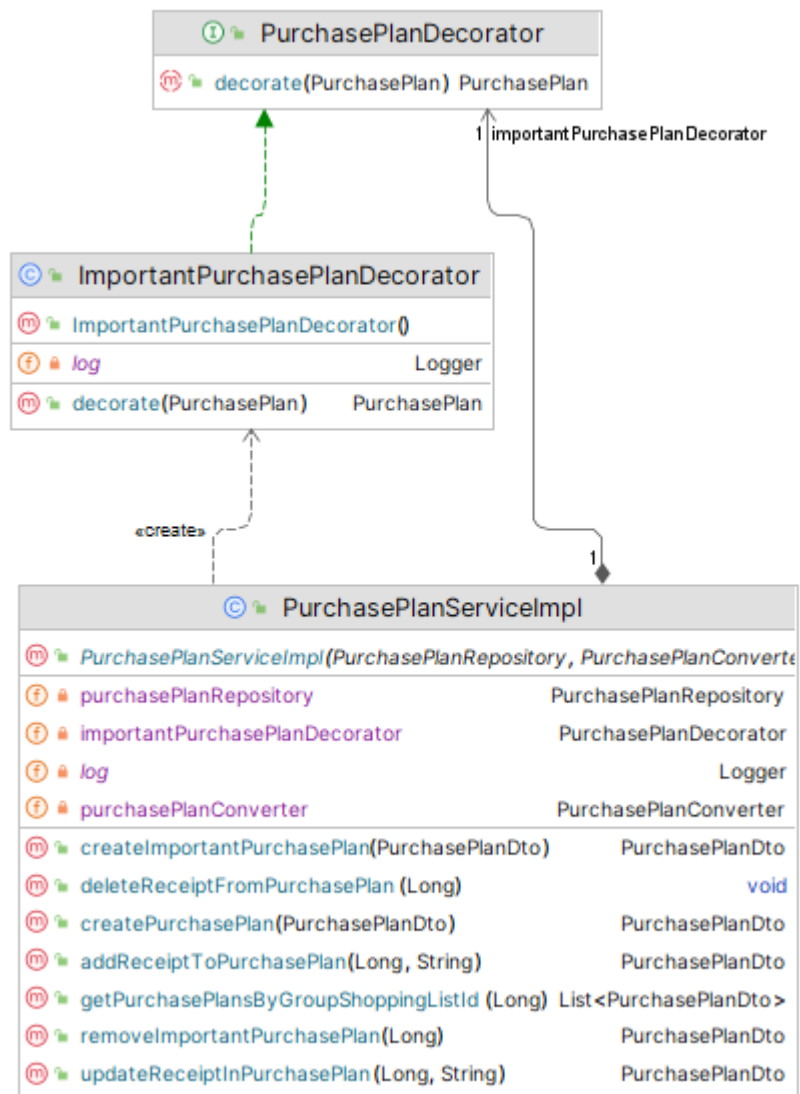 PurchasePlanDecorator
decorate(PurchasePlan) PurchasePlan
1 importantPurchasePlanDecorator
ImportantPurchasePlanDecorator
ImportantPurchasePlanDecorator()
log Logger
decorate(PurchasePlan) PurchasePlan
«create»
1
PurchasePlanServiceImpl
PurchasePlanServiceImpl(PurchasePlanRepository, PurchasePlanConverte
purchasePlanRepository PurchasePlanRepository
importantPurchasePlanDecorator PurchasePlanDecorator
log Logger
purchasePlanConverter PurchasePlanConverter
createImportantPurchasePlan(PurchasePlanDto) PurchasePlanDto
deleteReceiptFromPurchasePlan (Long) void
createPurchasePlan(PurchasePlanDto) PurchasePlanDto
addReceiptToPurchasePlan(Long, String) PurchasePlanDto
getPurchasePlansByGroupShoppingListId (Long) List<PurchasePlanDto>
removeImportantPurchasePlan(Long) PurchasePlanDto
updateReceiptInPurchasePlan (Long, String) PurchasePlanDto